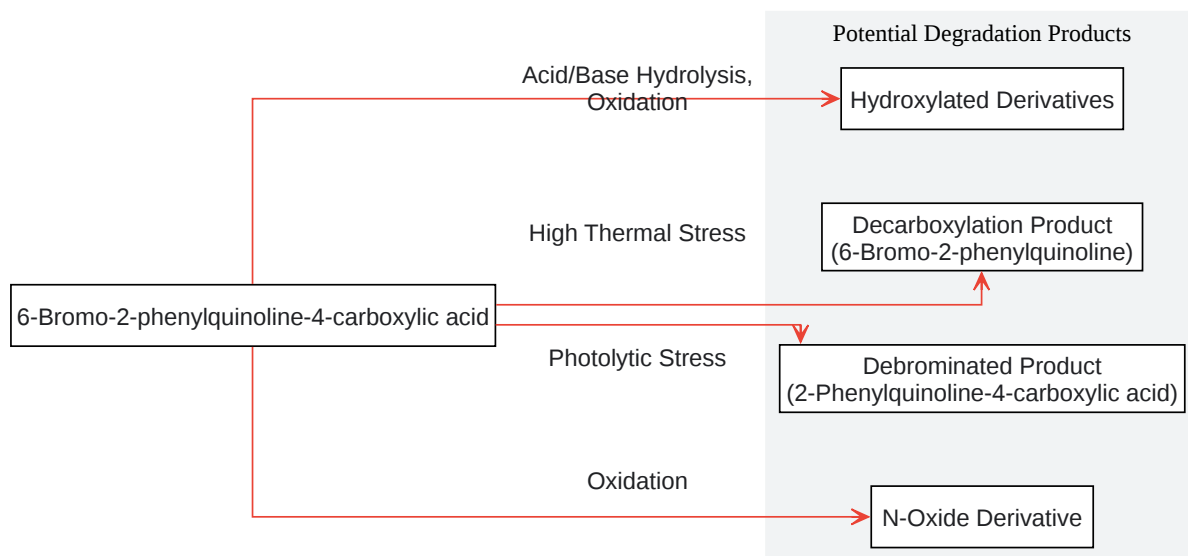 Potential Degradation Products
Acid/Base Hydrolysis,
Oxidation
Hydroxylated Derivatives
High Thermal Stress
Decarboxylation Product
(6-Bromo-2-phenylquinoline)
6-Bromo-2-phenylquinoline-4-carboxylic acid
Photolytic Stress
Debrominated Product
(2-Phenylquinoline-4-carboxylic acid)
Oxidation
N-Oxide Derivative